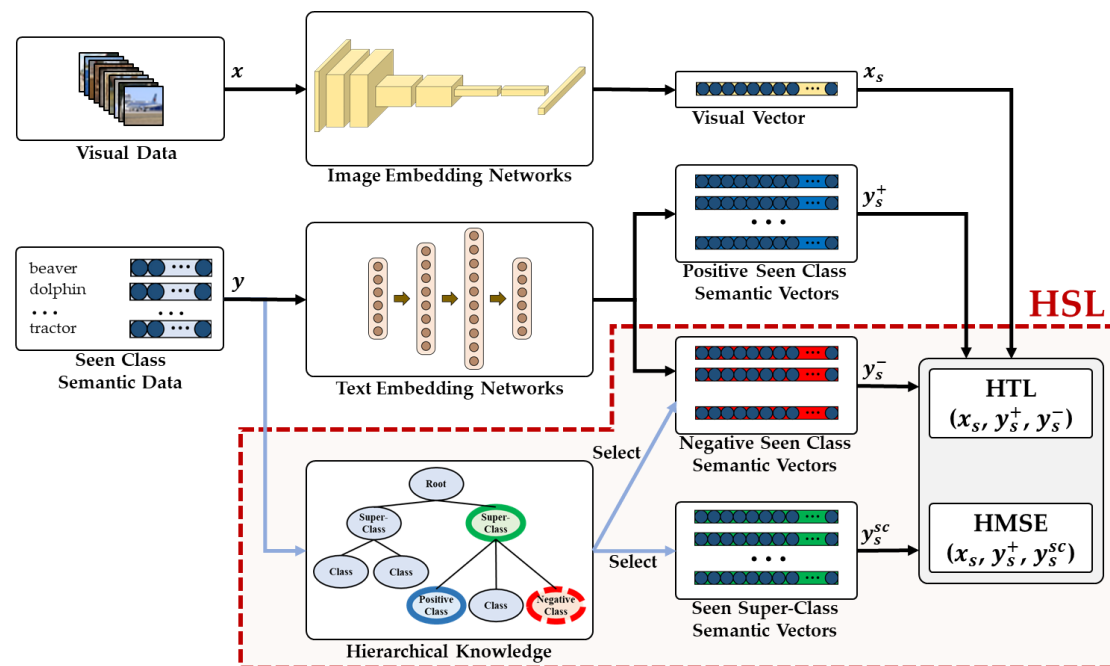 x
x_s
Visual Data
Image Embedding Networks
Visual Vector
beaver
dolphin
...
tractor
y
Seen Class
Semantic Data
Text Embedding Networks
y_s^+
Positive Seen Class
Semantic Vectors
HSL
y_s^-
Negative Seen Class
Semantic Vectors
HTL
(x_s, y_s^+, y_s^-)
Select
Select
Root
Super-
Class
Super-
Class
Class
Class
Positive
Class
Class
Negative
Class
Hierarchical Knowledge
y_s^{sc}
Seen Super-Class
Semantic Vectors
HMSE
(x_s, y_s^+, y_s^{sc})